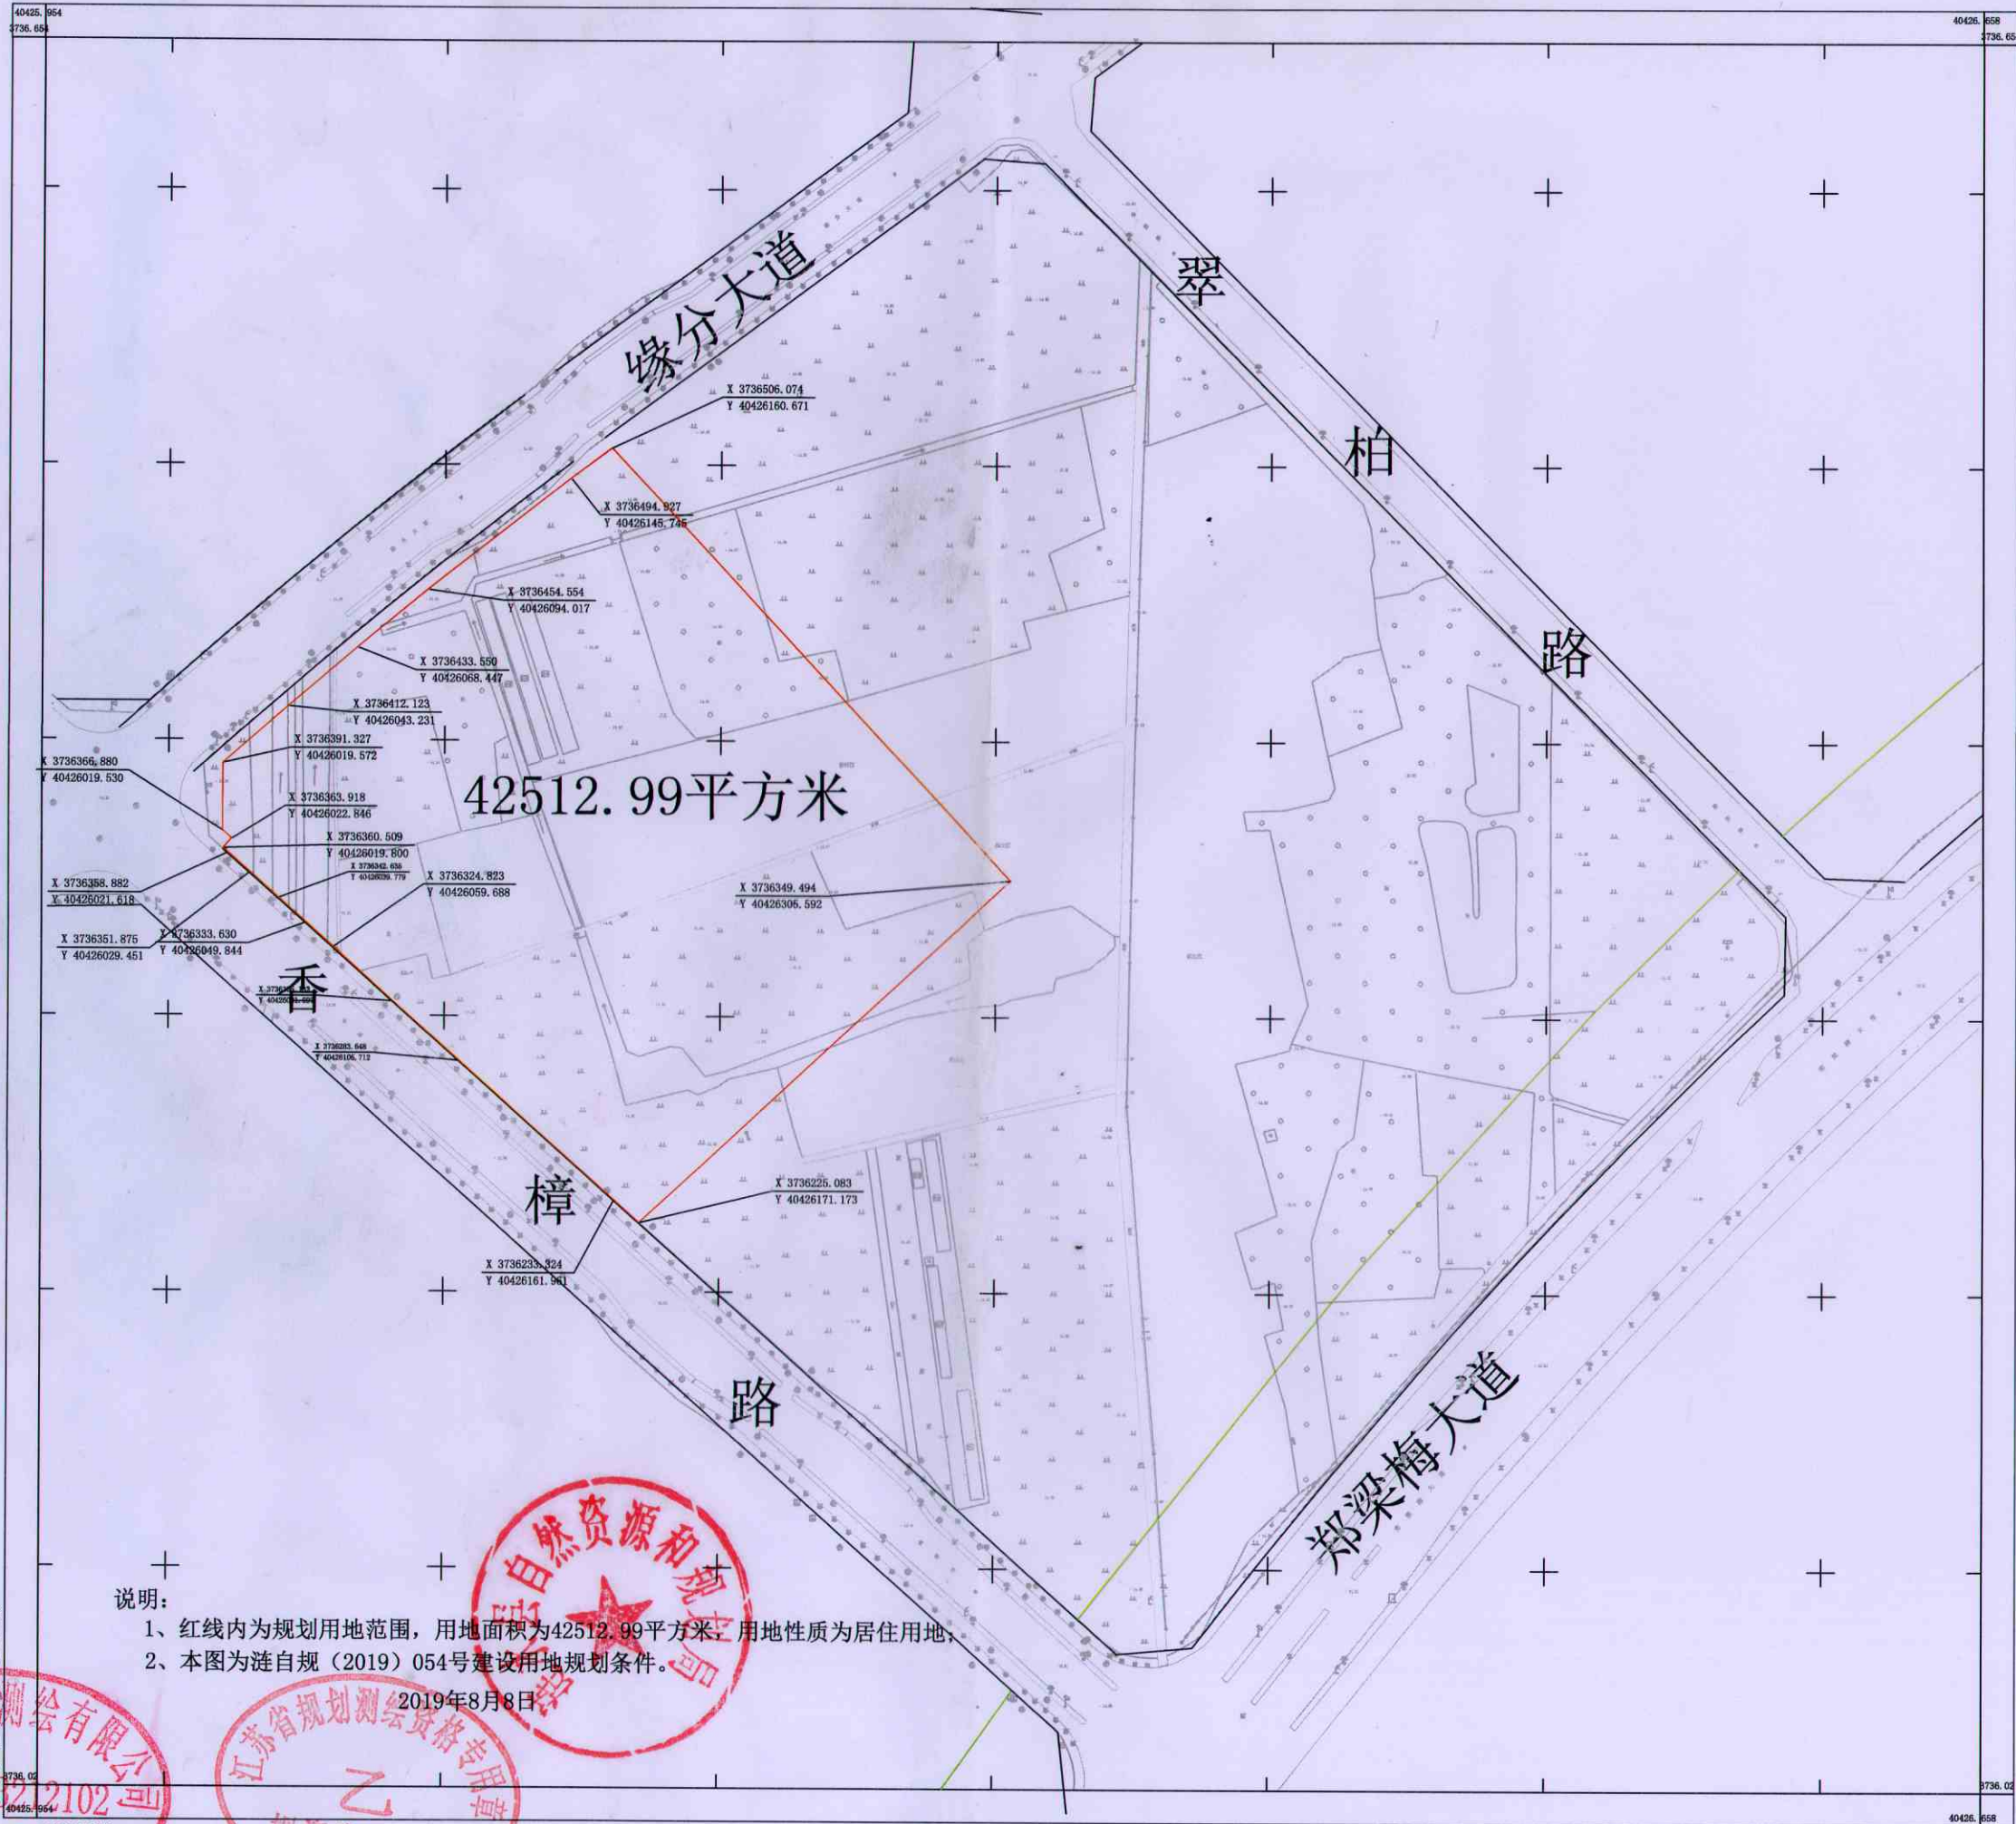 40425.954
3736.654
40426.658
缘分大道
翠
柏
路
X 3736506.074
Y 40426160.671
X 3736494.927
Y 40426145.745
X 3736454.554
Y 40426094.017
X 3736433.550
Y 40426068.447
X 3736412.123
Y 40426043.231
X 3736391.327
Y 40426019.572
X 3736366.880
Y 40426019.530
X 3736363.918
Y 40426022.846
X 3736360.509
Y 40426019.800
Y 40426039.779
X 3736358.882
Y 40426021.618
X 3736324.823
Y 40426059.688
X 3736351.875
Y 40426029.451
X 3736333.630
Y 40426049.844
42512.99平方米
X 3736349.494
Y 40426306.592
X 3736283.648
Y 40426106.712
X 3736225.083
Y 40426171.173
X 3736233.324
Y 40426161.961
香
樟
路
郑梁梅大道
说明:
1、红线内为规划用地范围，用地面积为42512.99平方米，用地性质为居住用地;
2、本图为涟自规（2019）054号建设用地规划条件。
2019年8月8日
自然资源和规划局
测绘有限公司
3212102
江苏省规划测绘资格专用章
乙
3736.02
40425.954
3736.02
40426.658